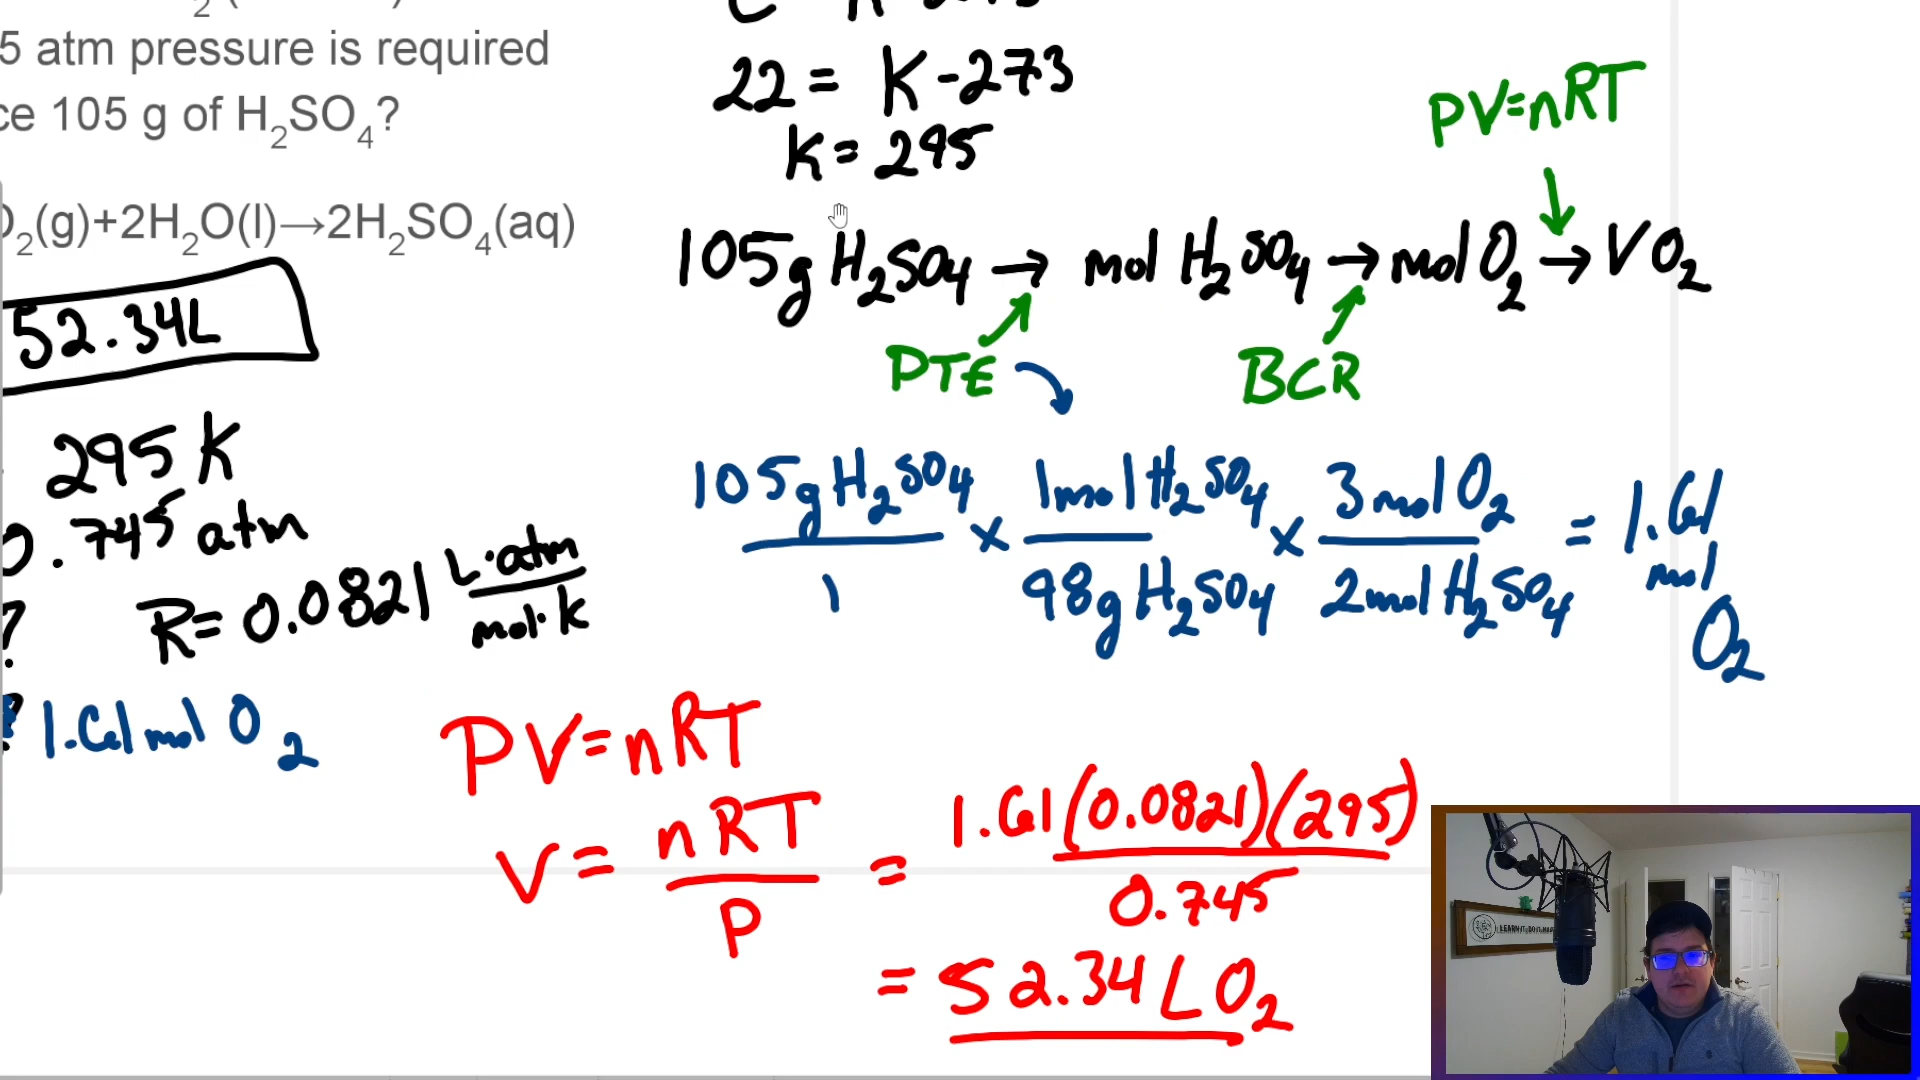 5 atm pressure is required
ce 105 g of H₂SO₄?
O₂(g)+2H₂O(l)→2H₂SO₄(aq)
52.34L
295 K
0.745 atm
R= 0.0821 L·atm
mol·K
?
1.61 mol O₂
22 = K-273
K = 295
PV=nRT
105g H₂SO₄ → mol H₂SO₄ → mol O₂ → V O₂
PTE
BCR
105g H₂SO₄ × 1mol H₂SO₄ × 3mol O₂ = 1.61 mol O₂
1 98g H₂SO₄ 2mol H₂SO₄
PV=nRT
V = nRT = 1.61(0.0821)(295)
P 0.745
= 52.34 L O₂